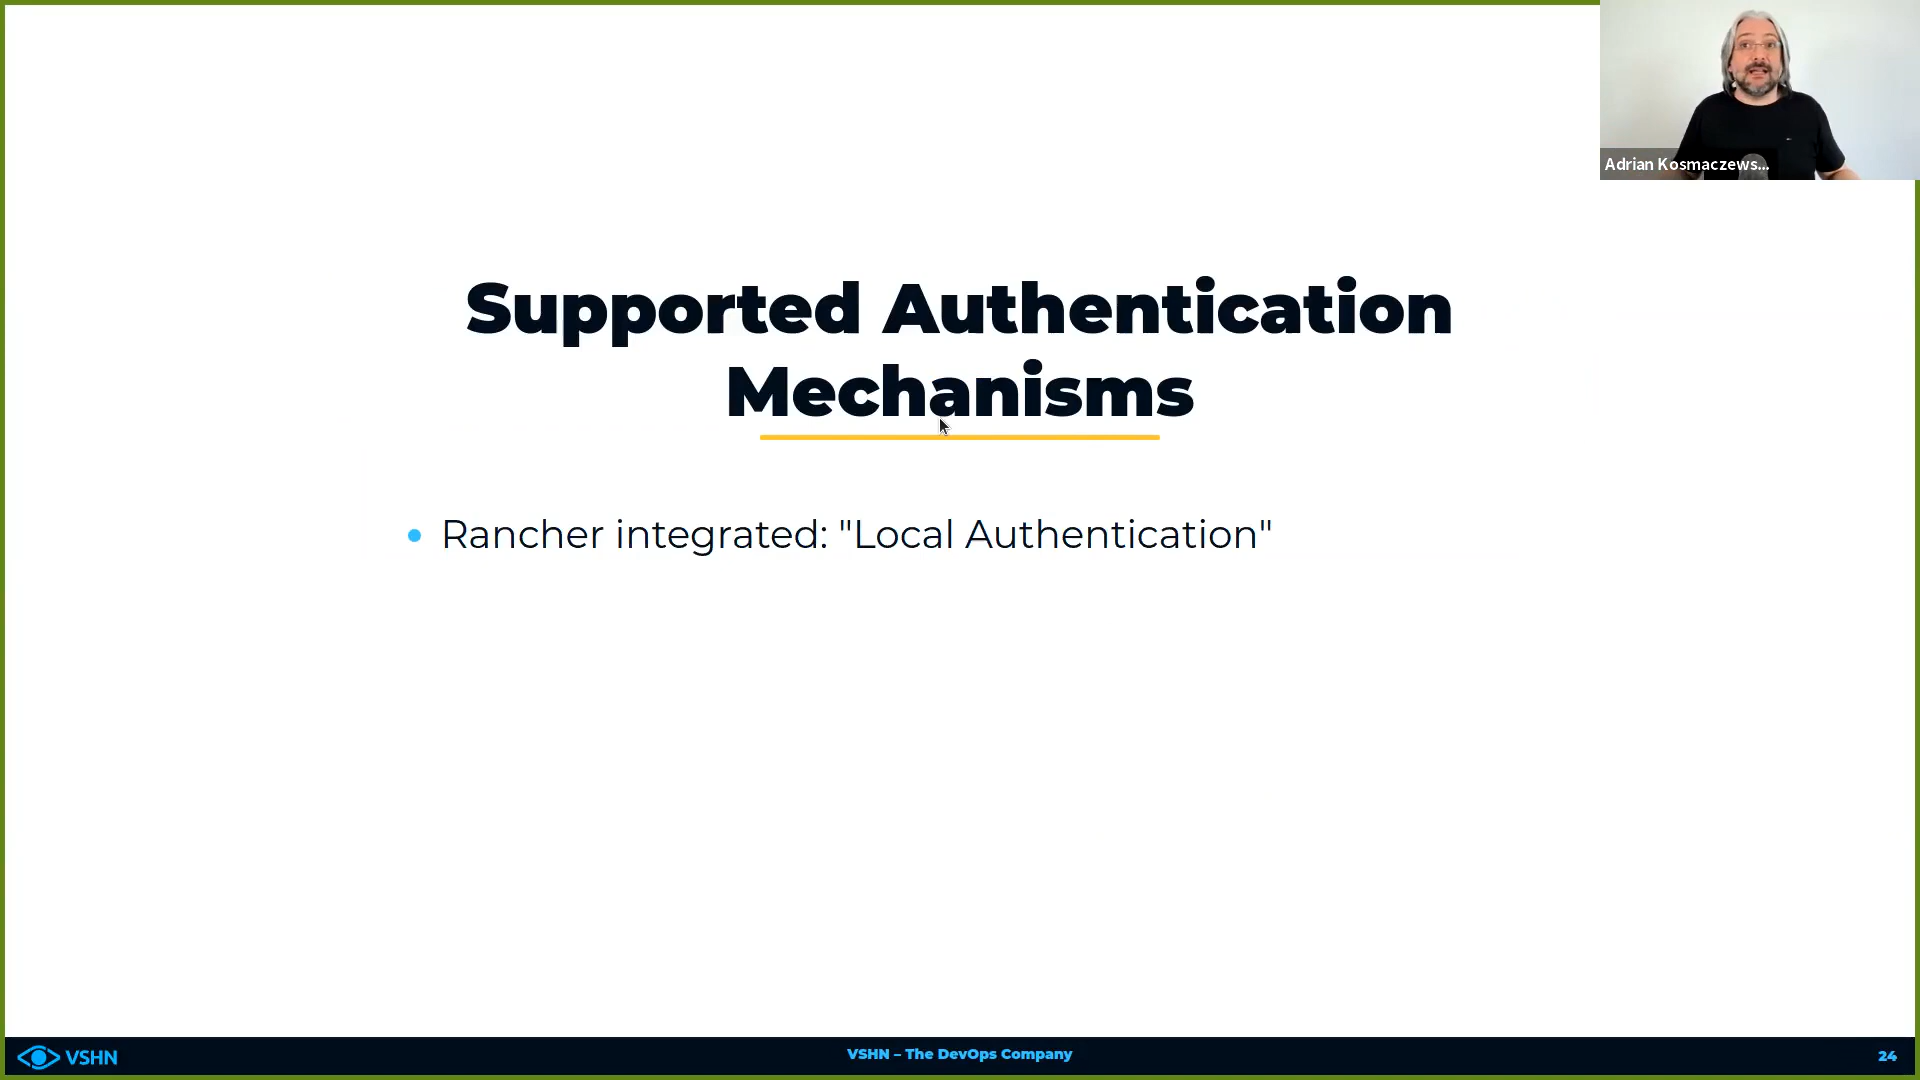 Adrian Kosmaczews...
Supported Authentication
Mechanisms
Rancher integrated: "Local Authentication"
VSHN
VSHN – The DevOps Company
24